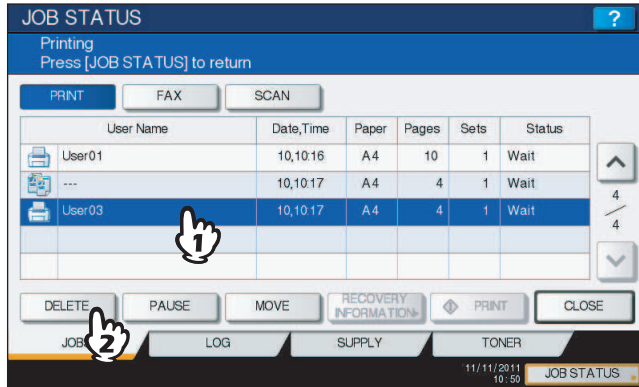 JOB STATUS ?
Printing
Press [JOB STATUS] to return
PRINT FAX SCAN
User Name Date,Time Paper Pages Sets Status
User01 10,10:16 A4 10 1 Wait
--- 10,10:17 A4 4 1 Wait
User03 10,10:17 A4 4 1 Wait
1
4
4
DELETE PAUSE MOVE RECOVERY INFORMATION PRINT CLOSE
2
JOBS LOG SUPPLY TONER
11/11/2011
10:50
JOB STATUS